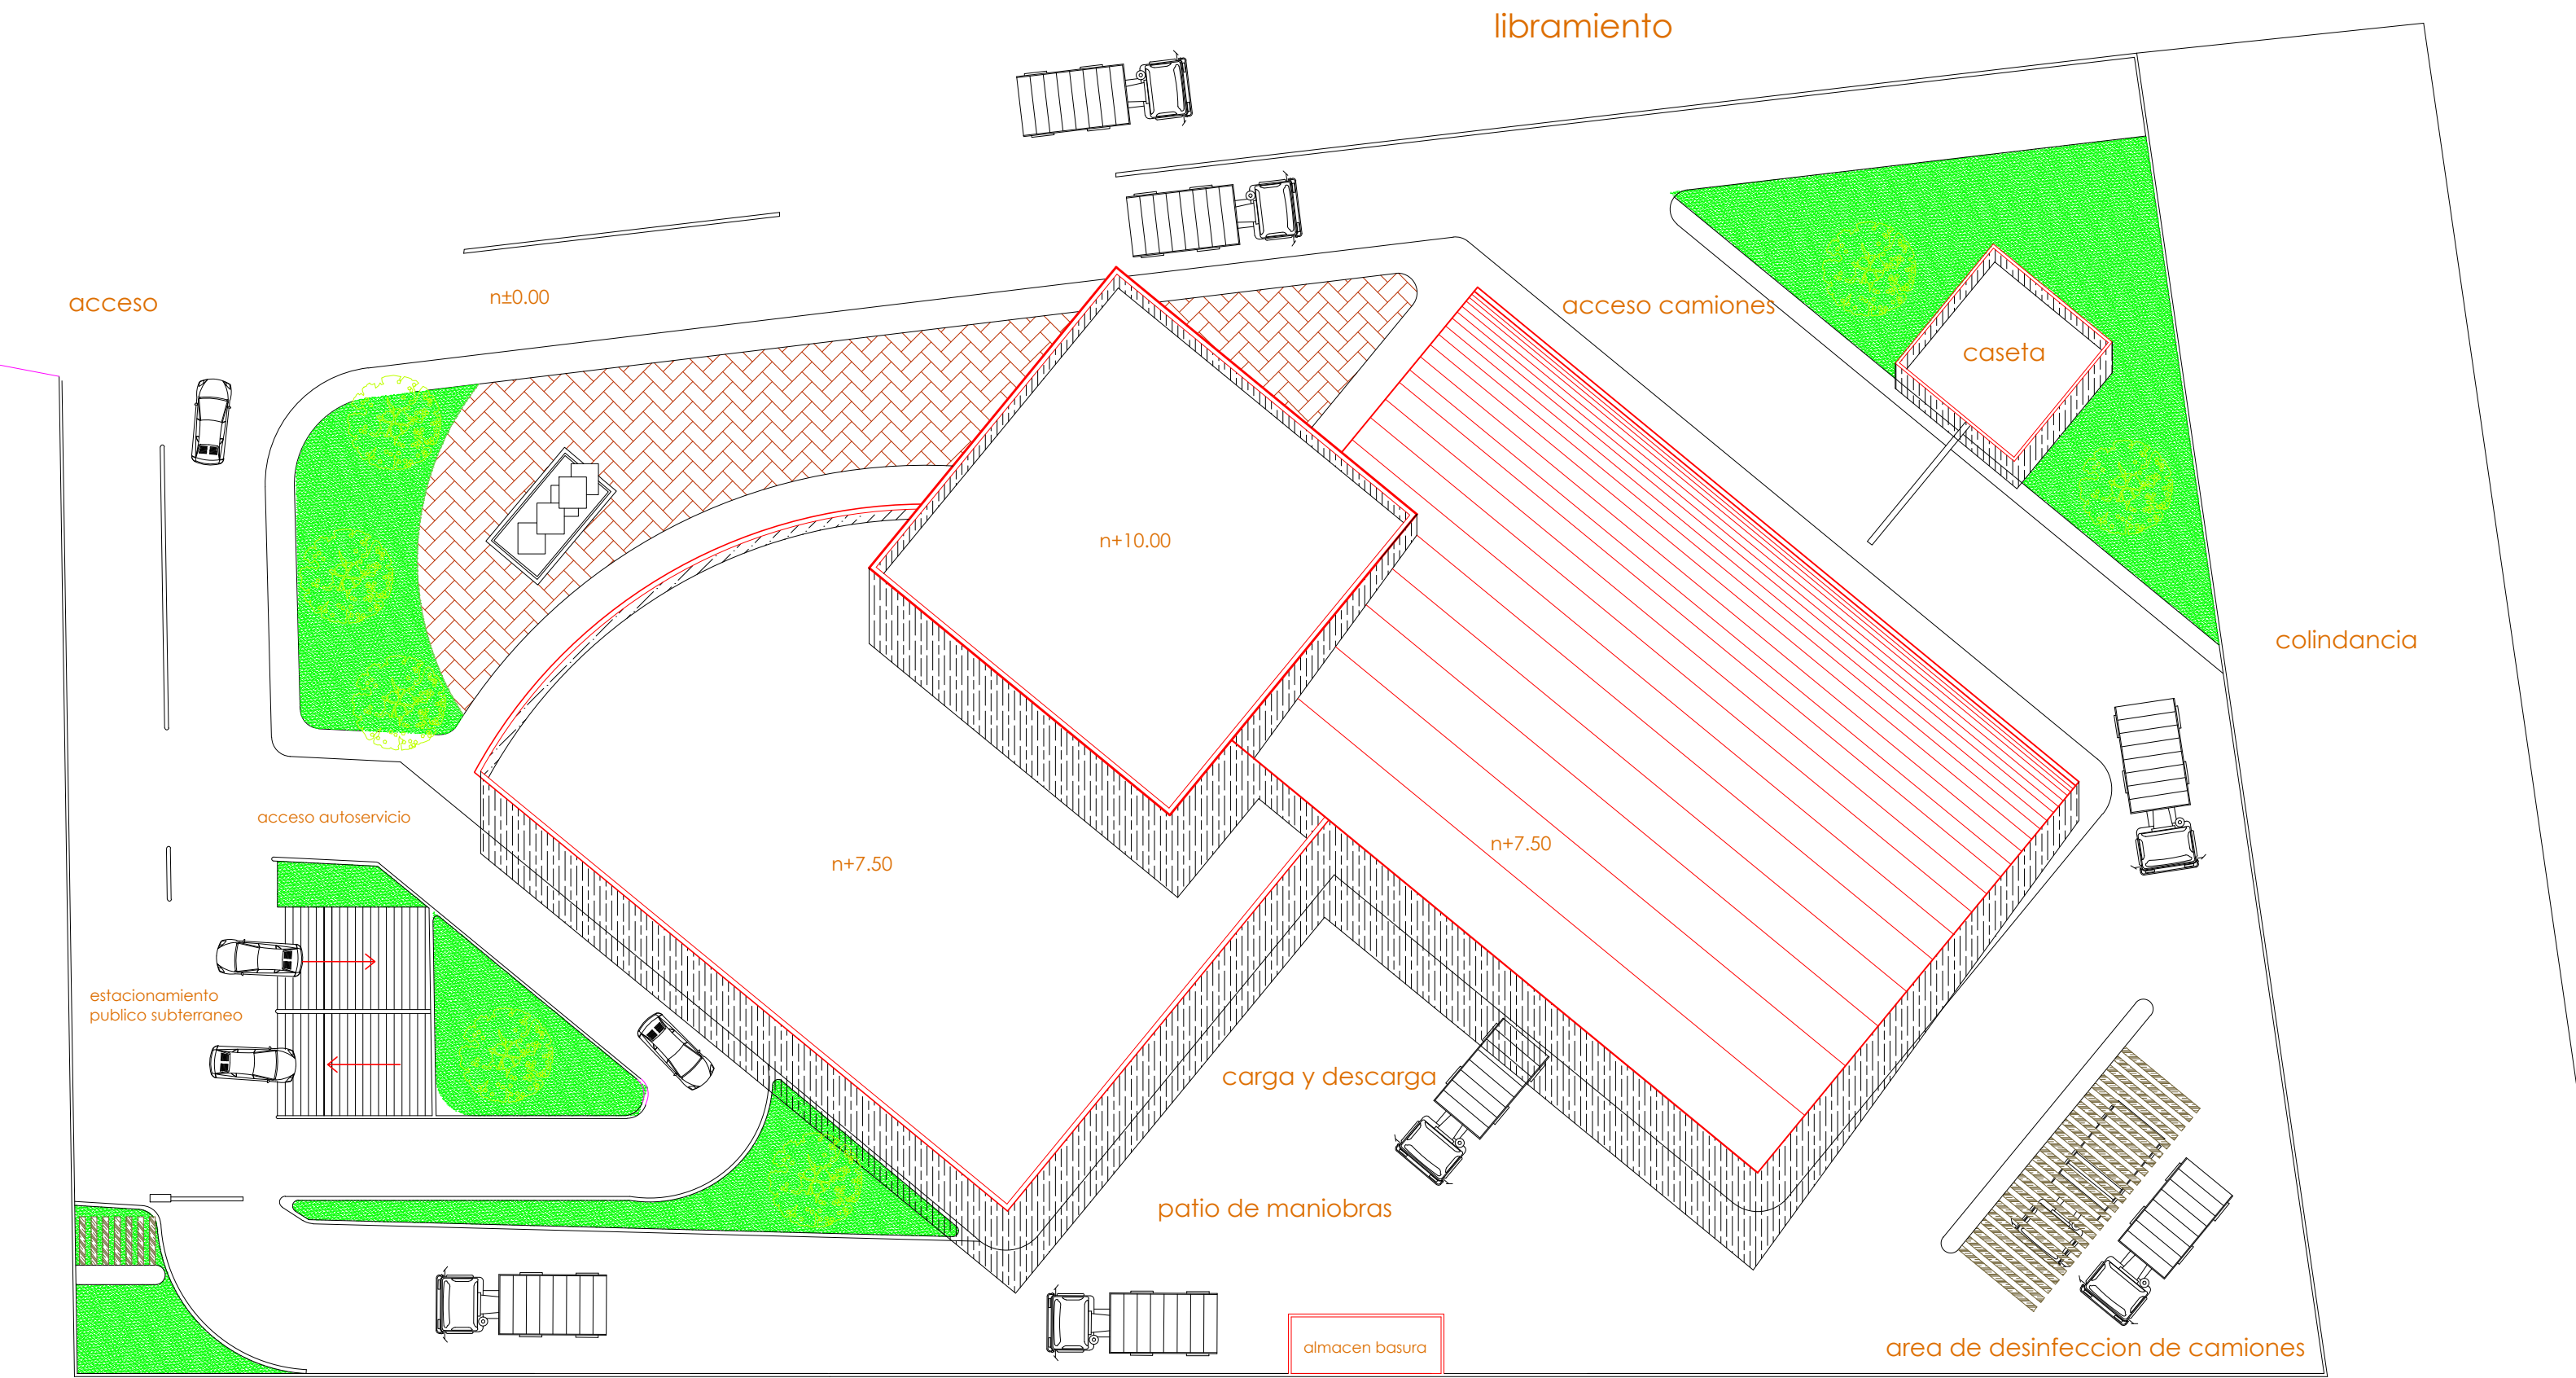 libramiento
acceso
n±0.00
acceso camiones
caseta
n+10.00
colindancia
acceso autoservicio
n+7.50
n+7.50
estacionamiento
publico subterraneo
carga y descarga
patio de maniobras
almacen basura
area de desinfeccion de camiones